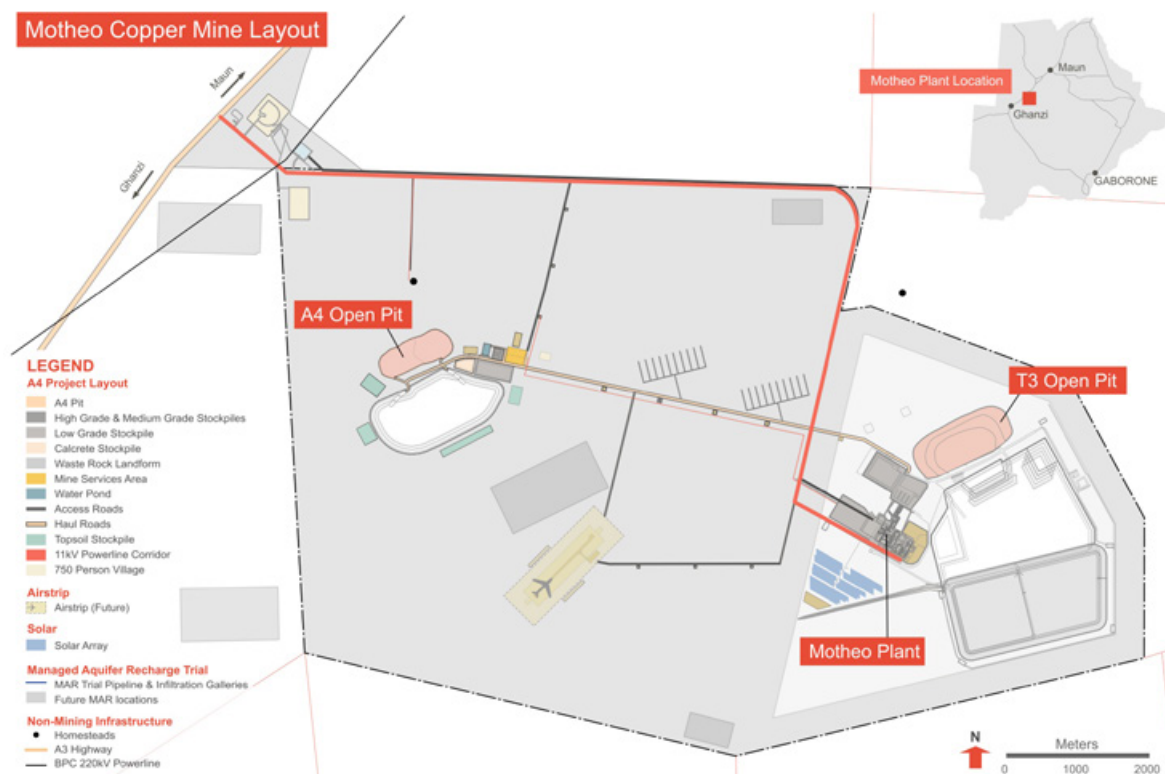 Motheo Copper Mine Layout
Maun
Ghanzi
Motheo Plant Location
Maun
Ghanzi
GABORONE
A4 Open Pit
T3 Open Pit
Motheo Plant
LEGEND
A4 Project Layout
A4 Pit
High Grade & Medium Grade Stockpiles
Low Grade Stockpile
Calcrete Stockpile
Waste Rock Landform
Mine Services Area
Water Pond
Access Roads
Haul Roads
Topsoil Stockpile
11kV Powerline Corridor
750 Person Village
Airstrip
Airstrip (Future)
Solar
Solar Array
Managed Aquifer Recharge Trial
MAR Trial Pipeline & Infiltration Galleries
Future MAR locations
Non-Mining Infrastructure
Homesteads
A3 Highway
BPC 220kV Powerline
N
Meters
0 1000 2000